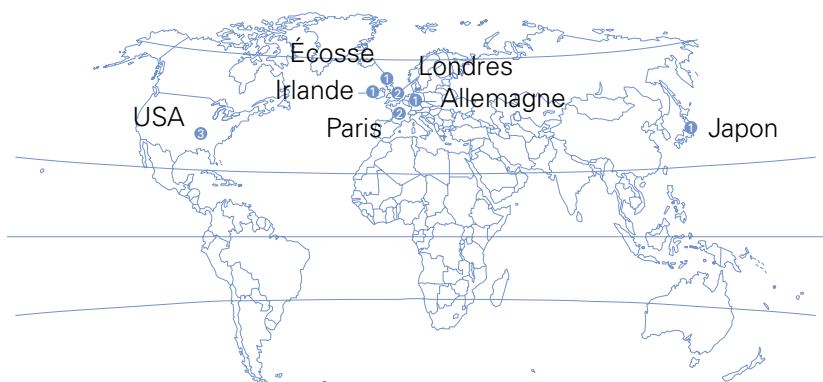 Écosse
1
Londres
Irlande
1
2
1
Allemagne
USA
3
Paris
2
1
Japon